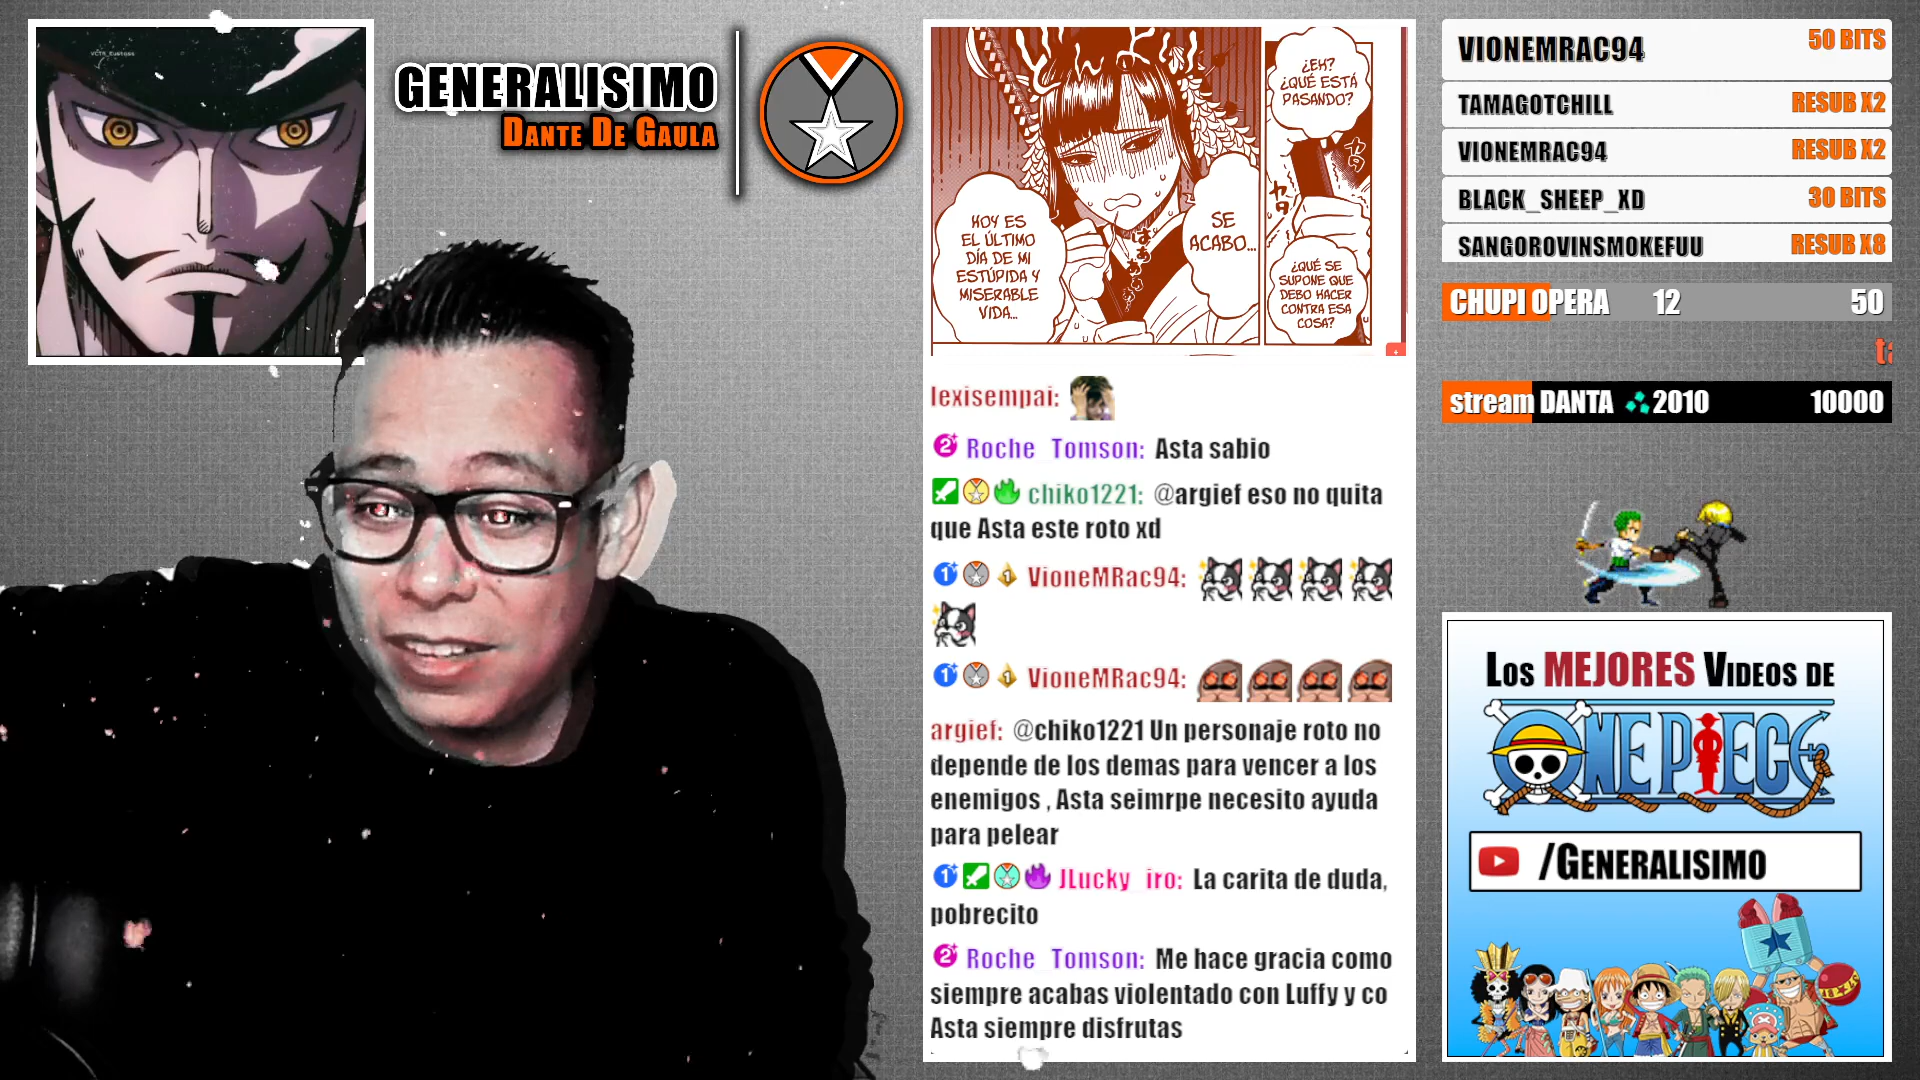 GENERALISIMO
DANTE DE GAULA
HOY ES
EL ÚLTIMO
DÍA DE MI
ESTÚPIDA Y
MISERABLE
VIDA...
SE
ACABO...
¿EH?
¿QUÉ ESTÁ
PASANDO?
¿QUÉ SE
SUPONE QUE
DEBO HACER
CONTRA ESA
COSA?
lexisempai:
Roche_Tomson: Asta sabio
chiko1221: @argief eso no quita
que Asta este roto xd
VioneMRac94:
VioneMRac94:
argief: @chiko1221 Un personaje roto no
depende de los demas para vencer a los
enemigos , Asta seimrpe necesito ayuda
para pelear
JLucky_iro: La carita de duda,
pobrecito
Roche_Tomson: Me hace gracia como
siempre acabas violentado con Luffy y co
Asta siempre disfrutas
VIONEMRAC94 50 BITS
TAMAGOTCHILL RESUB X2
VIONEMRAC94 RESUB X2
BLACK_SHEEP_XD 30 BITS
SANGOROVINSMOKEFUU RESUB X8
CHUPI OPERA 12 50
stream DANTA 2010 10000
LOS MEJORES VIDEOS DE
ONE PIECE
/GENERALISIMO